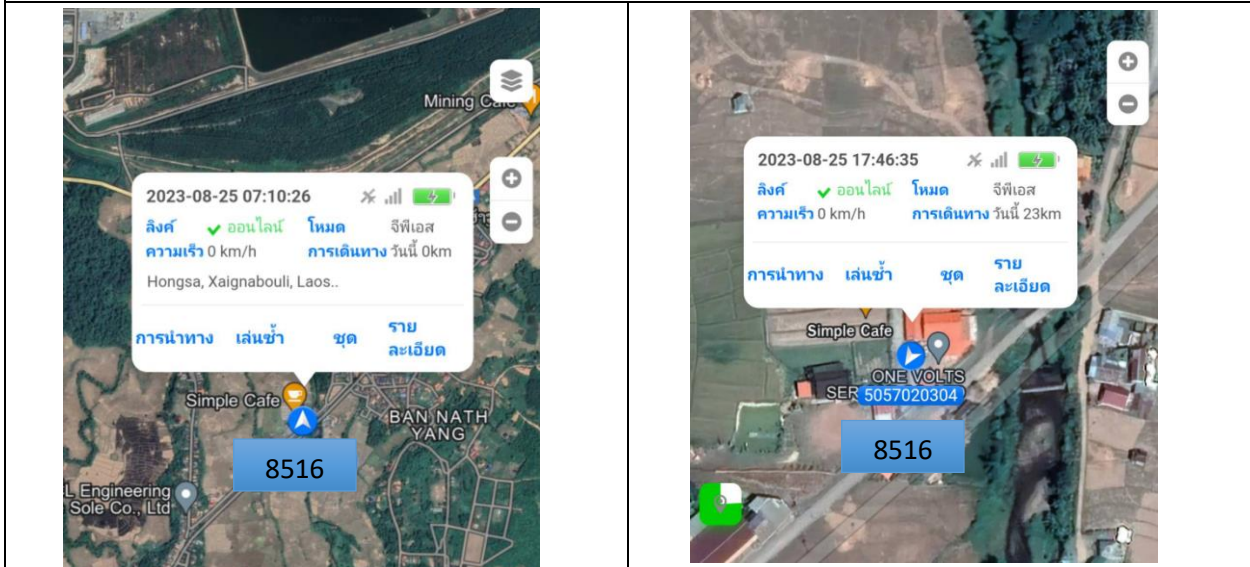 Mining Ca
2023-08-25 07:10:26
ลิงค์ ออนไลน์ โหมด จีพีเอส
ความเร็ว 0 km/h การเดินทาง วันนี้ 0km
Hongsa, Xaignabouli, Laos..
การนำทาง เล่นซ้ำ ชุด ราย
ละเอียด
Simple Cafe
BAN NATH
YANG
8516
L Engineering
Sole Co., Ltd
2023-08-25 17:46:35
ลิงค์ ออนไลน์ โหมด จีพีเอส
ความเร็ว 0 km/h การเดินทาง วันนี้ 23km
การนำทาง เล่นซ้ำ ชุด ราย
ละเอียด
Simple Cafe
ONE VOLTS
SER 5057020304
8516